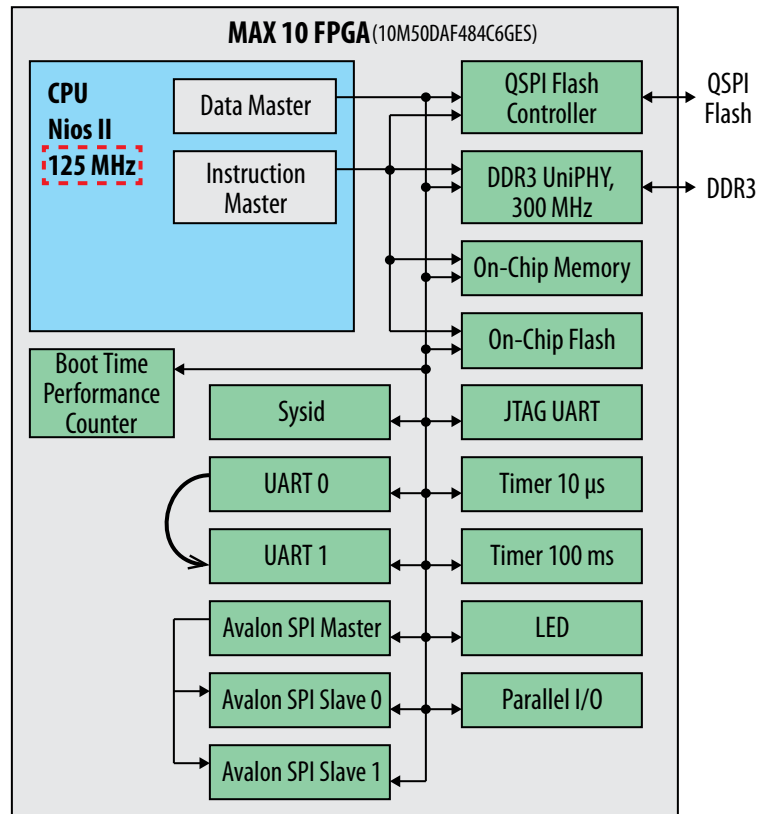 MAX 10 FPGA (10M50DAF484C6GES)
CPU
Nios II
125 MHz
Data Master
Instruction
Master
QSPI Flash
Controller
QSPI
Flash
DDR3 UniPHY,
300 MHz
DDR3
On-Chip Memory
On-Chip Flash
Boot Time
Performance
Counter
Sysid
JTAG UART
UART 0
Timer 10 μs
UART 1
Timer 100 ms
Avalon SPI Master
LED
Avalon SPI Slave 0
Parallel I/O
Avalon SPI Slave 1